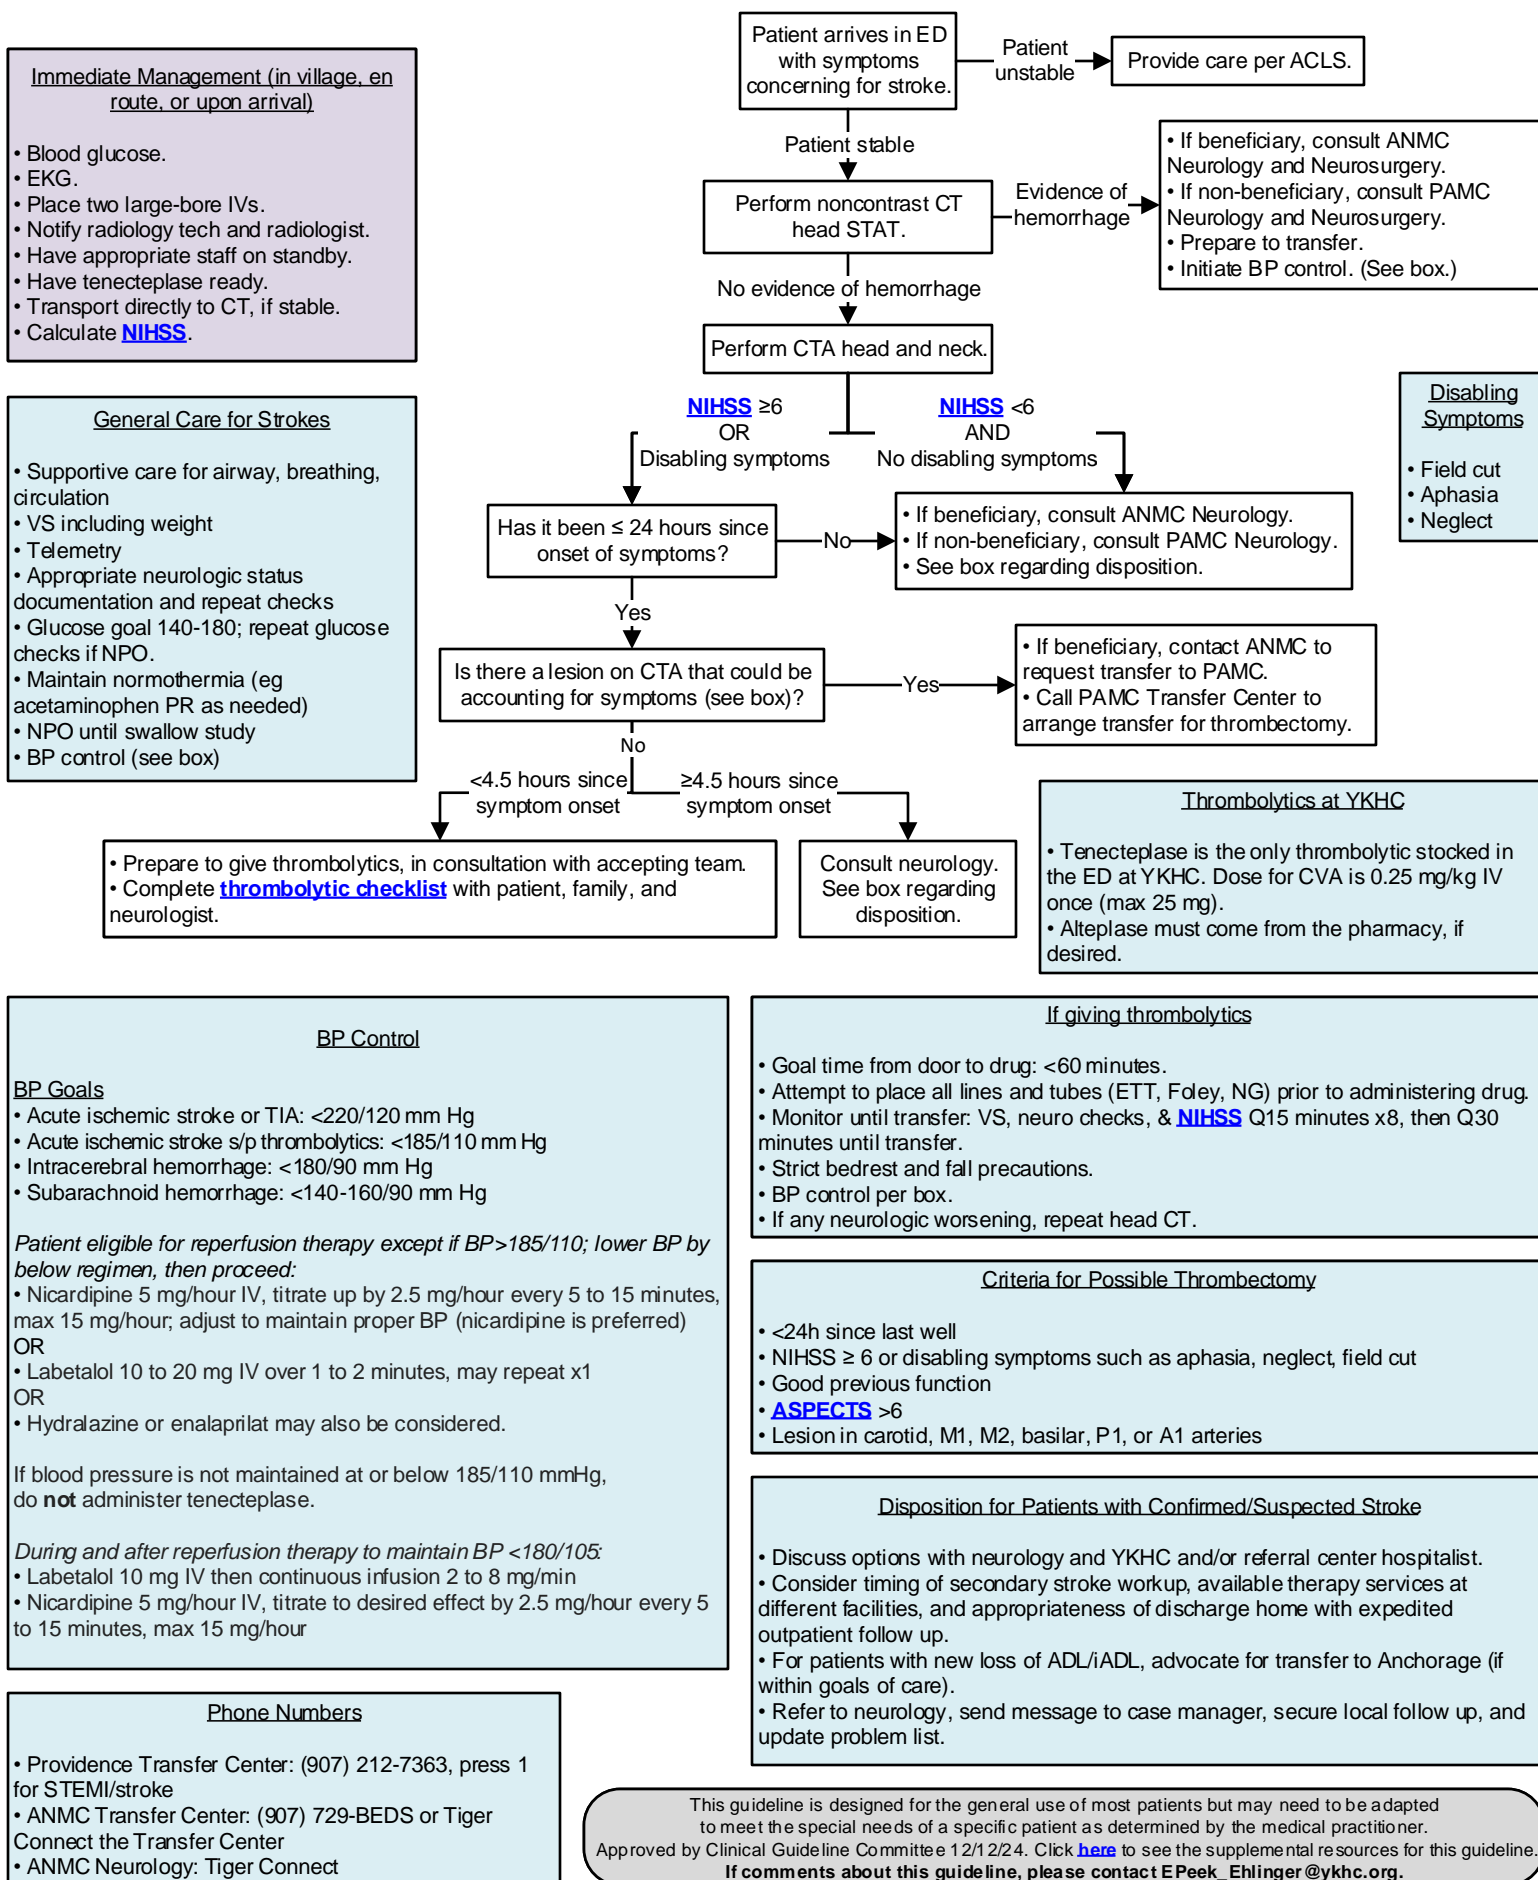 Patient arrives in ED
with symptoms
concerning for stroke.
Patient
unstable
Provide care per ACLS.
Immediate Management (in village, en
route, or upon arrival)
• Blood glucose.
• EKG.
• Place two large-bore IVs.
• Notify radiology tech and radiologist.
• Have appropriate staff on standby.
• Have tenecteplase ready.
• Transport directly to CT, if stable.
• Calculate NIHSS.
Patient stable
Perform noncontrast CT
head STAT.
Evidence of
hemorrhage
• If beneficiary, consult ANMC
Neurology and Neurosurgery.
• If non-beneficiary, consult PAMC
Neurology and Neurosurgery.
• Prepare to transfer.
• Initiate BP control. (See box.)
No evidence of hemorrhage
Perform CTA head and neck.
NIHSS ≥6
OR
Disabling symptoms
NIHSS <6
AND
No disabling symptoms
Disabling
Symptoms
• Field cut
• Aphasia
• Neglect
General Care for Strokes
• Supportive care for airway, breathing,
circulation
• VS including weight
• Telemetry
• Appropriate neurologic status
documentation and repeat checks
• Glucose goal 140-180; repeat glucose
checks if NPO.
• Maintain normothermia (eg
acetaminophen PR as needed)
• NPO until swallow study
• BP control (see box)
Has it been ≤ 24 hours since
onset of symptoms?
No
• If beneficiary, consult ANMC Neurology.
• If non-beneficiary, consult PAMC Neurology.
• See box regarding disposition.
Yes
Is there a lesion on CTA that could be
accounting for symptoms (see box)?
Yes
• If beneficiary, contact ANMC to
request transfer to PAMC.
• Call PAMC Transfer Center to
arrange transfer for thrombectomy.
No
<4.5 hours since
symptom onset
≥4.5 hours since
symptom onset
• Prepare to give thrombolytics, in consultation with accepting team.
• Complete thrombolytic checklist with patient, family, and
neurologist.
Consult neurology.
See box regarding
disposition.
Thrombolytics at YKHC
• Tenecteplase is the only thrombolytic stocked in
the ED at YKHC. Dose for CVA is 0.25 mg/kg IV
once (max 25 mg).
• Alteplase must come from the pharmacy, if
desired.
BP Control
BP Goals
• Acute ischemic stroke or TIA: <220/120 mm Hg
• Acute ischemic stroke s/p thrombolytics: <185/110 mm Hg
• Intracerebral hemorrhage: <180/90 mm Hg
• Subarachnoid hemorrhage: <140-160/90 mm Hg
Patient eligible for reperfusion therapy except if BP>185/110; lower BP by
below regimen, then proceed:
• Nicardipine 5 mg/hour IV, titrate up by 2.5 mg/hour every 5 to 15 minutes,
max 15 mg/hour; adjust to maintain proper BP (nicardipine is preferred)
OR
• Labetalol 10 to 20 mg IV over 1 to 2 minutes, may repeat x1
OR
• Hydralazine or enalaprilat may also be considered.
If blood pressure is not maintained at or below 185/110 mmHg,
do not administer tenecteplase.
During and after reperfusion therapy to maintain BP <180/105:
• Labetalol 10 mg IV then continuous infusion 2 to 8 mg/min
• Nicardipine 5 mg/hour IV, titrate to desired effect by 2.5 mg/hour every 5
to 15 minutes, max 15 mg/hour
If giving thrombolytics
• Goal time from door to drug: <60 minutes.
• Attempt to place all lines and tubes (ETT, Foley, NG) prior to administering drug.
• Monitor until transfer: VS, neuro checks, & NIHSS Q15 minutes x8, then Q30
minutes until transfer.
• Strict bedrest and fall precautions.
• BP control per box.
• If any neurologic worsening, repeat head CT.
Criteria for Possible Thrombectomy
• <24h since last well
• NIHSS ≥ 6 or disabling symptoms such as aphasia, neglect, field cut
• Good previous function
• ASPECTS >6
• Lesion in carotid, M1, M2, basilar, P1, or A1 arteries
Disposition for Patients with Confirmed/Suspected Stroke
• Discuss options with neurology and YKHC and/or referral center hospitalist.
• Consider timing of secondary stroke workup, available therapy services at
different facilities, and appropriateness of discharge home with expedited
outpatient follow up.
• For patients with new loss of ADL/iADL, advocate for transfer to Anchorage (if
within goals of care).
• Refer to neurology, send message to case manager, secure local follow up, and
update problem list.
Phone Numbers
• Providence Transfer Center: (907) 212-7363, press 1
for STEMI/stroke
• ANMC Transfer Center: (907) 729-BEDS or Tiger
Connect the Transfer Center
• ANMC Neurology: Tiger Connect
This guideline is designed for the general use of most patients but may need to be adapted
to meet the special needs of a specific patient as determined by the medical practitioner.
Approved by Clinical Guideline Committee 12/12/24. Click here to see the supplemental resources for this guideline.
If comments about this guideline, please contact EPeek_Ehlinger@ykhc.org.